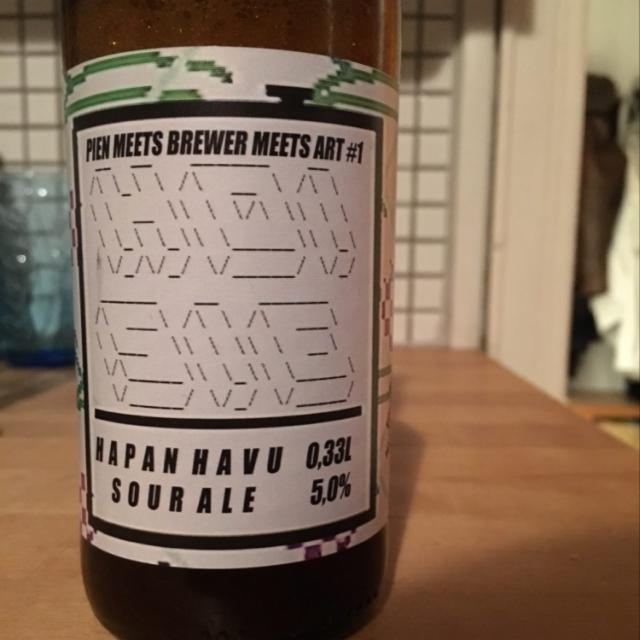 PIEN MEETS BREWER MEETS ART #1
HAPAN HAVU 0,33L
SOUR ALE 5,0%